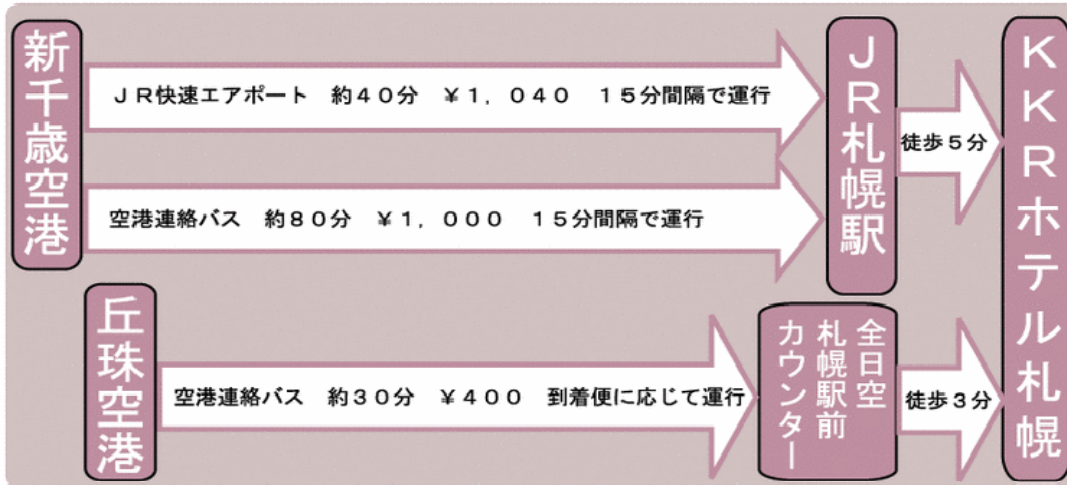 新千歳空港
ＪＲ快速エアポート　約４０分　￥１，０４０　１５分間隔で運行
空港連絡バス　約８０分　￥１，０００　１５分間隔で運行
ＪＲ札幌駅
徒歩５分
ＫＫＲホテル札幌
丘珠空港
空港連絡バス　約３０分　￥４００　到着便に応じて運行
全日空
札幌駅前
カウンター
徒歩３分